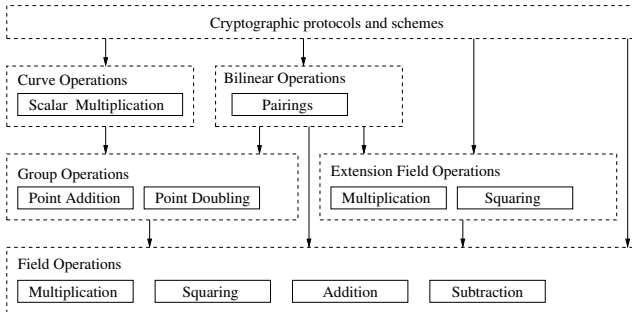 Cryptographic protocols and schemes
Curve Operations
Scalar Multiplication
Bilinear Operations
Pairings
Group Operations
Point Addition
Point Doubling
Extension Field Operations
Multiplication
Squaring
Field Operations
Multiplication
Squaring
Addition
Subtraction